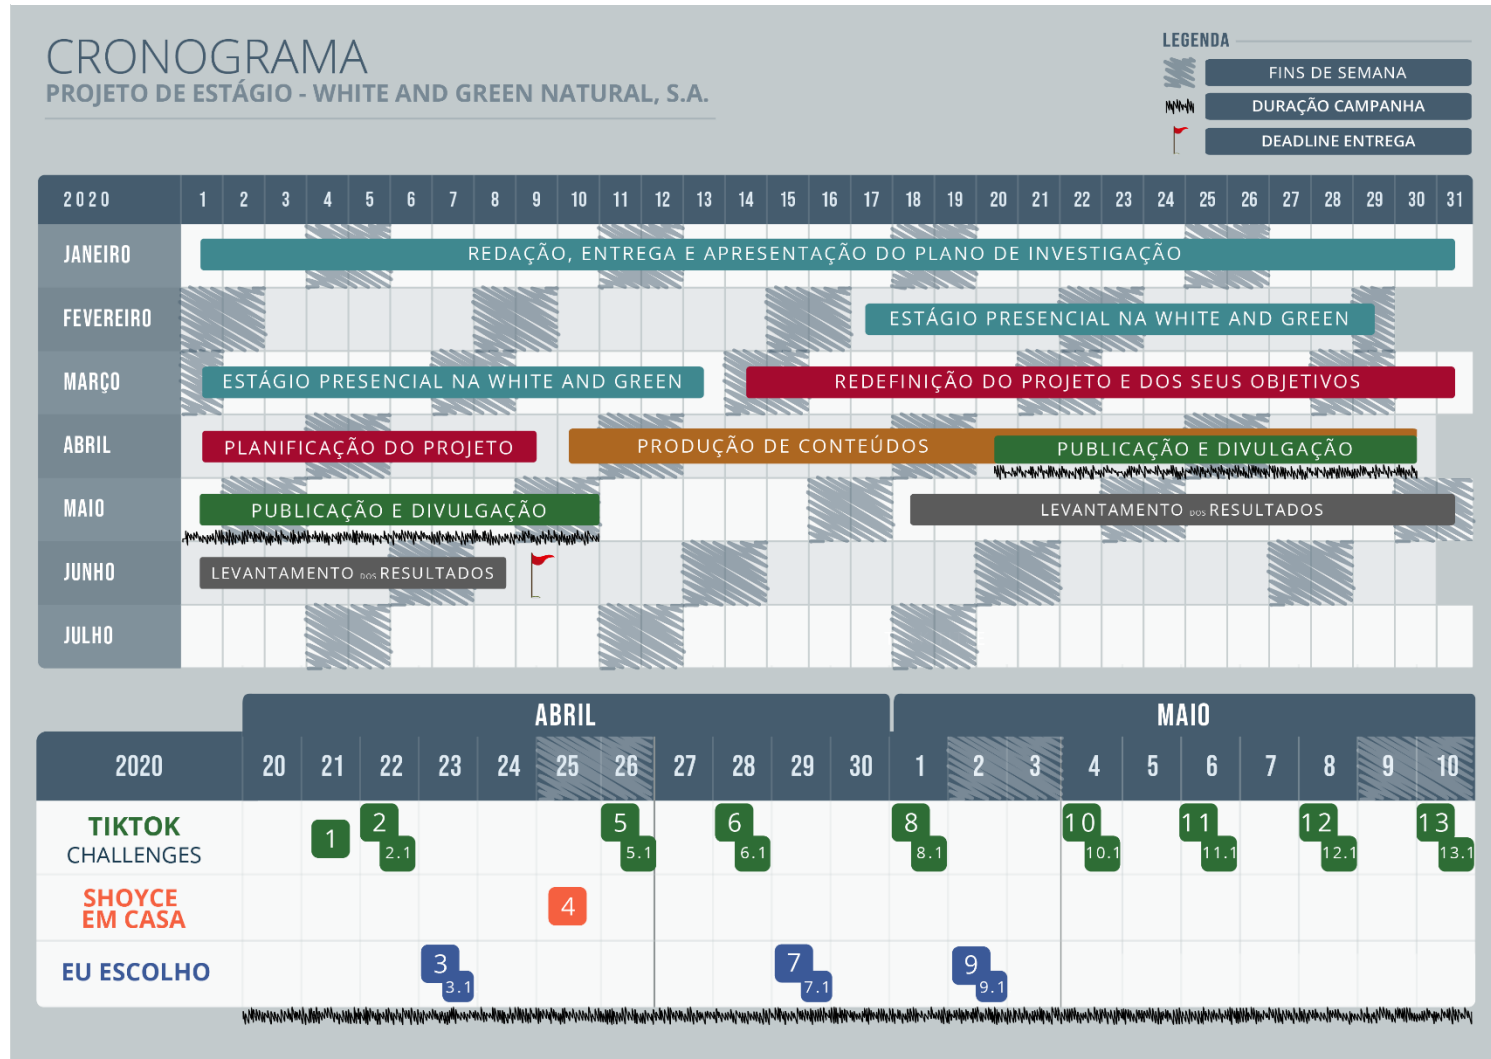 CRONOGRAMA
PROJETO DE ESTÁGIO - WHITE AND GREEN NATURAL, S.A.
LEGENDA
FINS DE SEMANA
DURAÇÃO CAMPANHA
DEADLINE ENTREGA
2020 1 2 3 4 5 6 7 8 9 10 11 12 13 14 15 16 17 18 19 20 21 22 23 24 25 26 27 28 29 30 31
JANEIRO REDAÇÃO, ENTREGA E APRESENTAÇÃO DO PLANO DE INVESTIGAÇÃO
FEVEREIRO ESTÁGIO PRESENCIAL NA WHITE AND GREEN
MARÇO ESTÁGIO PRESENCIAL NA WHITE AND GREEN REDEFINIÇÃO DO PROJETO E DOS SEUS OBJETIVOS
ABRIL PLANIFICAÇÃO DO PROJETO PRODUÇÃO DE CONTEÚDOS PUBLICAÇÃO E DIVULGAÇÃO
MAIO PUBLICAÇÃO E DIVULGAÇÃO LEVANTAMENTO DOS RESULTADOS
JUNHO LEVANTAMENTO DOS RESULTADOS
JULHO
ABRIL MAIO
2020 20 21 22 23 24 25 26 27 28 29 30 1 2 3 4 5 6 7 8 9 10
TIKTOK
CHALLENGES
1 2 5 6 8 10 11 12 13
2.1 5.1 6.1 8.1 10.1 11.1 12.1 13.1
SHOYCE
EM CASA
4
EU ESCOLHO
3 7 9
3.1 7.1 9.1